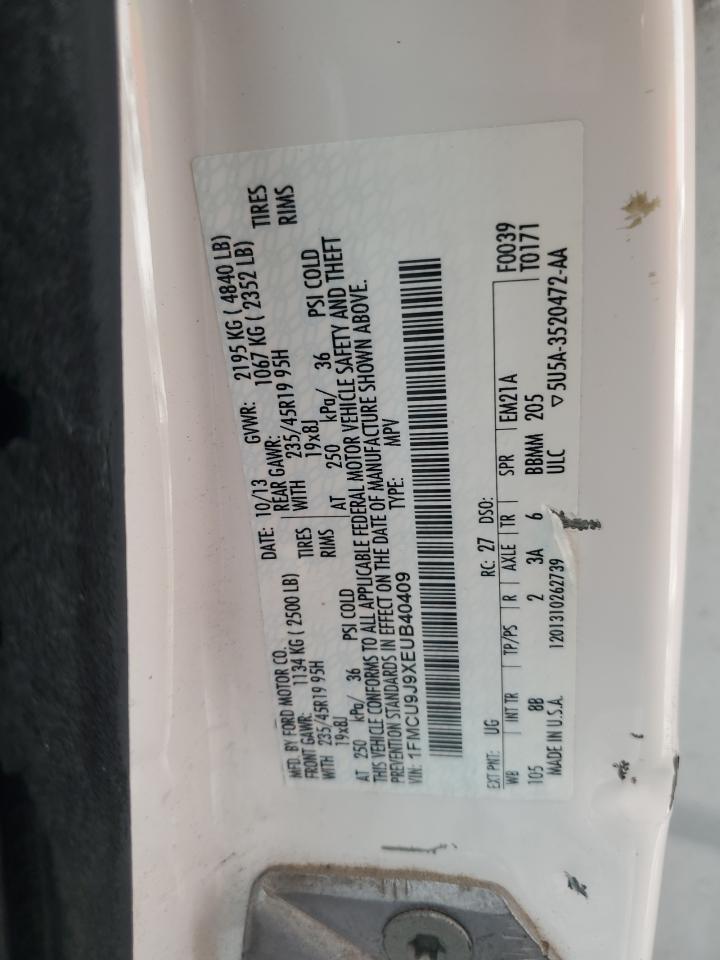 MFD. BY FORD MOTOR CO. DATE: 10/13 GVWR: 2195 KG ( 4840 LB)
FRONT GAWR: 1134 KG ( 2500 LB) REAR GAWR: 1067 KG ( 2352 LB)
WITH 235/45R19 95H TIRES WITH 235/45R19 95H TIRES
19x8J RIMS 19x8J RIMS
AT 250 kPa/ 36 PSI COLD AT 250 kPa/ 36 PSI COLD
THIS VEHICLE CONFORMS TO ALL APPLICABLE FEDERAL MOTOR VEHICLE SAFETY AND THEFT
PREVENTION STANDARDS IN EFFECT ON THE DATE OF MANUFACTURE SHOWN ABOVE.
VIN: 1FMCU9J9XEUB40409 TYPE: MPV
F0039
EXT PNT: UG RC: 27 DSO: T0171
WB INT TR TP/PS R AXLE TR SPR EM21A
105 8B 2 3A 6 BBMM 205
MADE IN U.S.A. 1201310262739 ULC ▽5U5A-3520472-AA